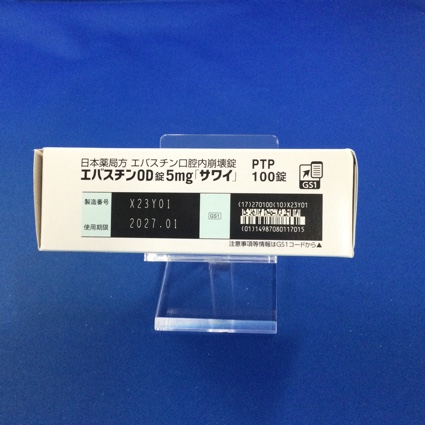 日本薬局方 エバスチン口腔内崩壊錠
エバスチンOD錠5mg「サワイ」
PTP
100錠
GS1
製造番号 X23Y01
使用期限 2027.01
GS1
(17)270100(10)X23Y01
(01)14987080117015
注意事項等情報はGS1コードから▲